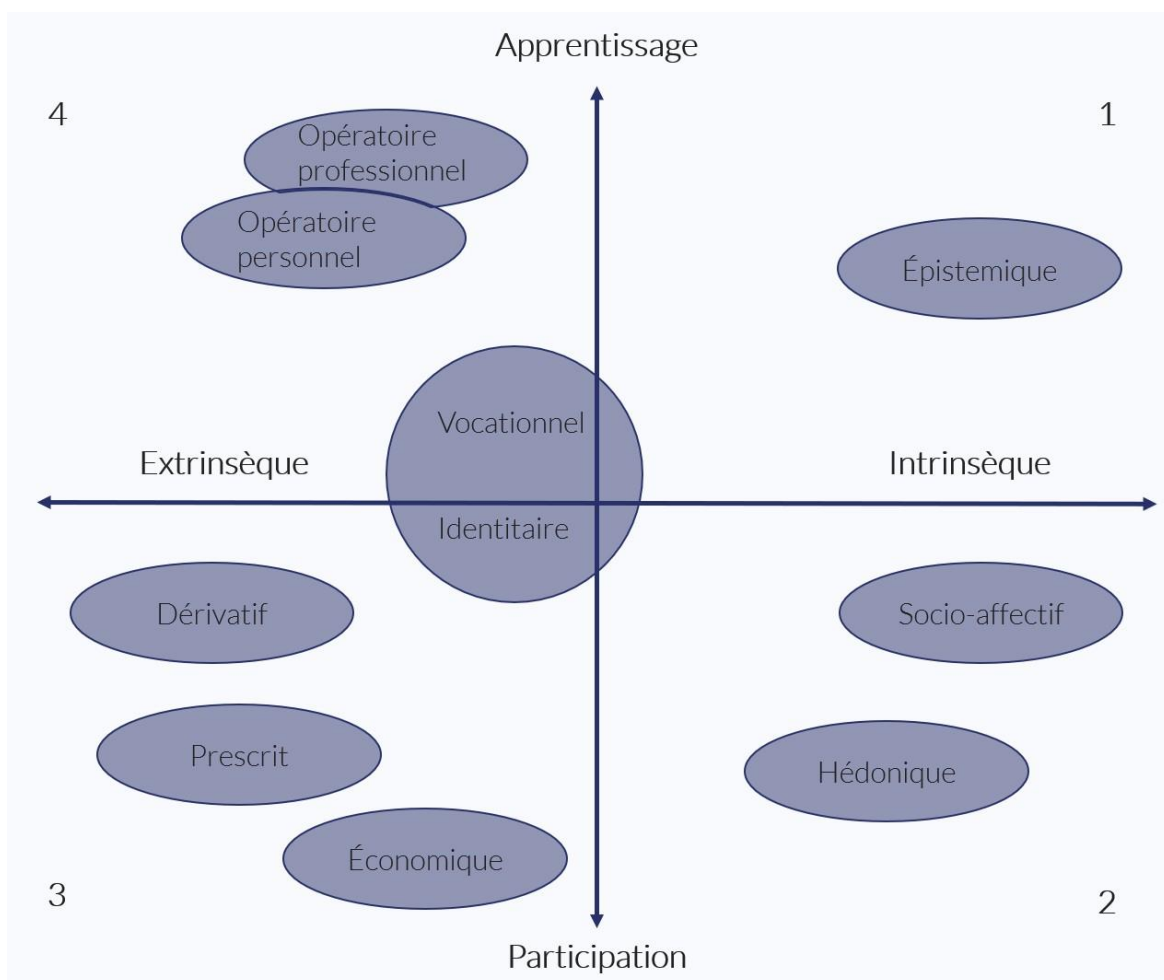 Apprentissage
4
1
Opératoire
professionnel
Opératoire
personnel
Épistemique
Vocationnel
Extrinsèque
Intrinsèque
Identitaire
Dérivatif
Socio-affectif
Prescrit
Hédonique
Économique
3
2
Participation